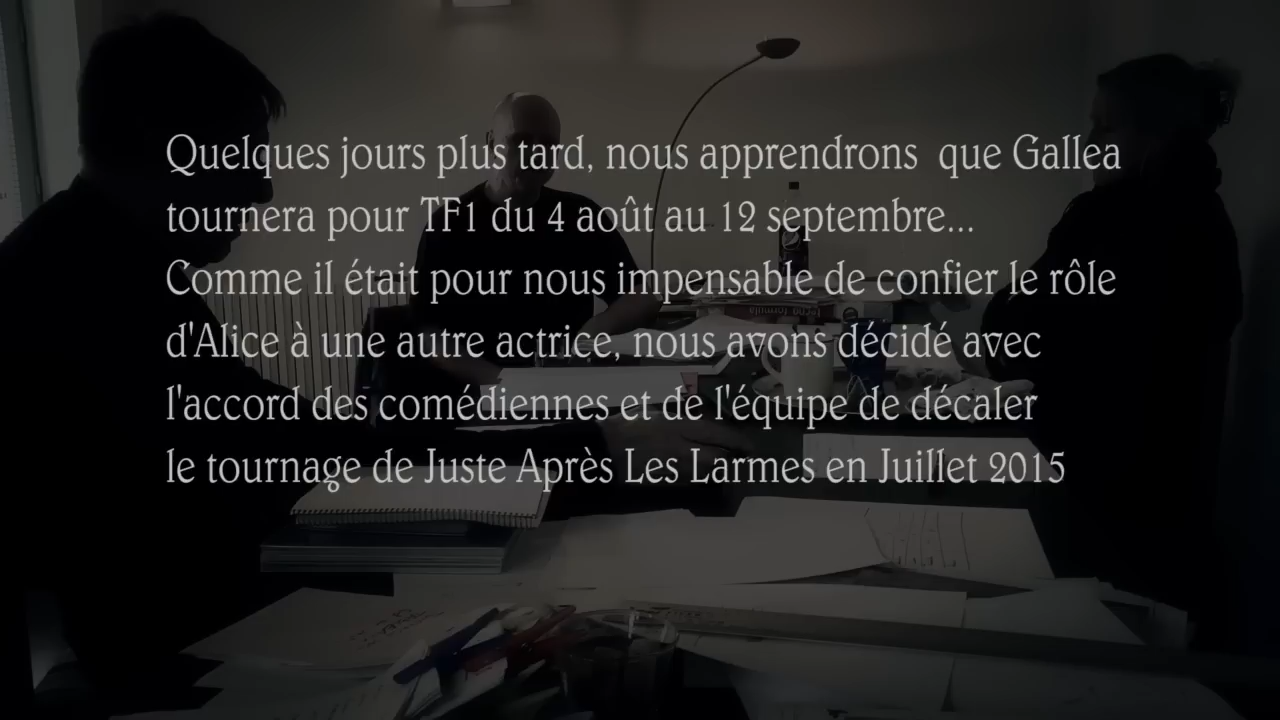 Quelques jours plus tard, nous apprendrons  que Gallea
tournera pour TF1 du 4 août au 12 septembre...
Comme il était pour nous impensable de confier le rôle
d'Alice à une autre actrice, nous avons décidé avec
l'accord des comédiennes et de l'équipe de décaler
le tournage de Juste Après Les Larmes en Juillet 2015